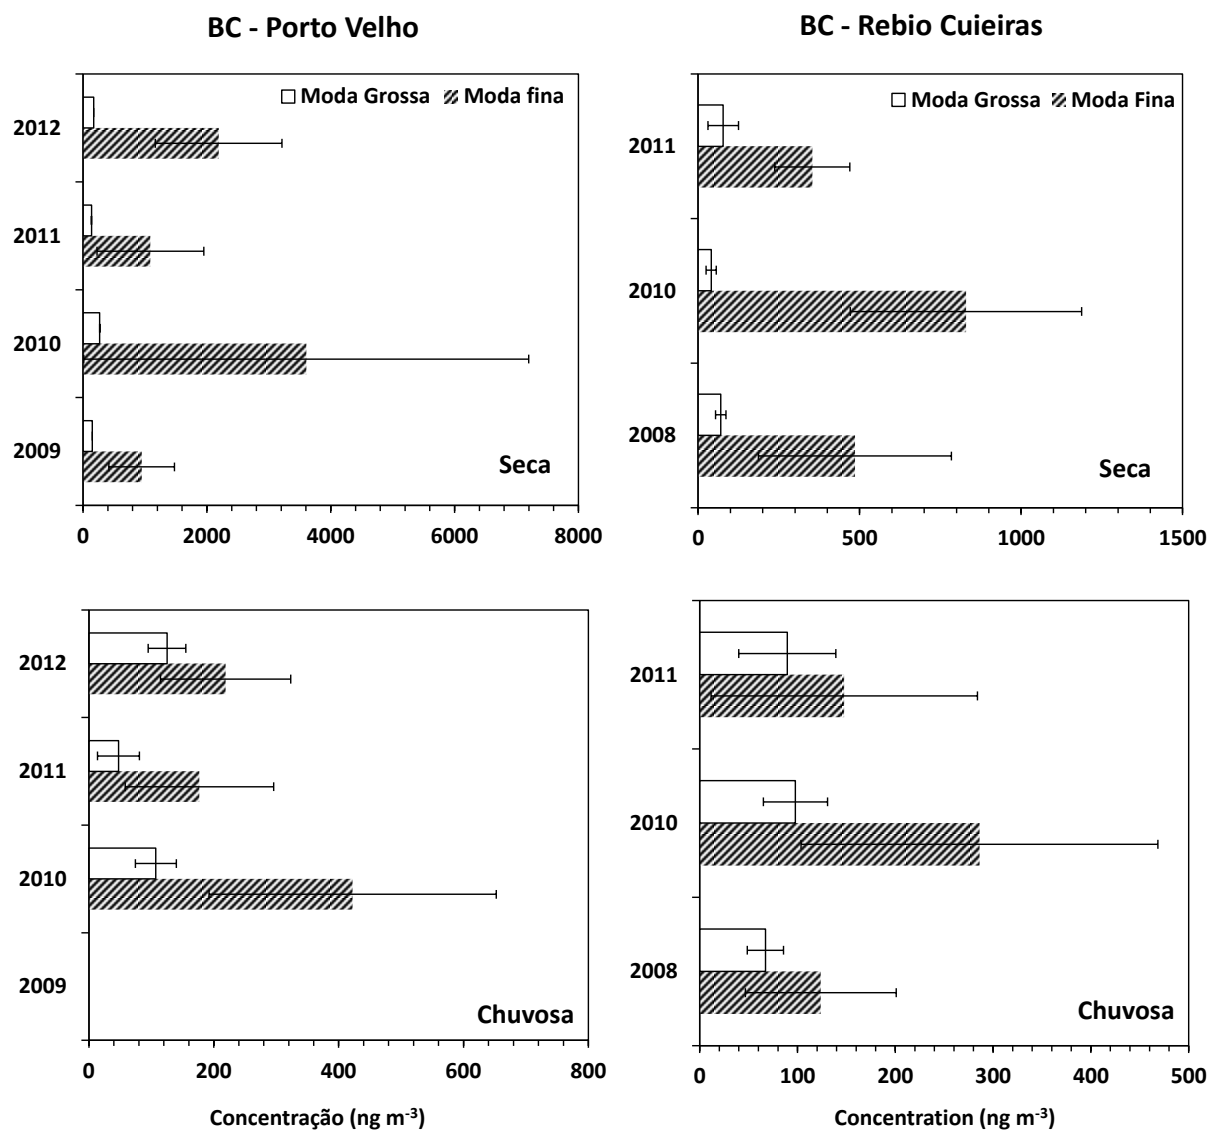 BC - Porto Velho
Moda Grossa Moda fina
2012
2011
2010
2009
Seca
0 2000 4000 6000 8000
BC - Rebio Cuieiras
Moda Grossa Moda Fina
2011
2010
2008
Seca
0 500 1000 1500
2012
2011
2010
2009
Chuvosa
0 200 400 600 800
Concentração (ng m⁻³)
2011
2010
2008
Chuvosa
0 100 200 300 400 500
Concentration (ng m⁻³)